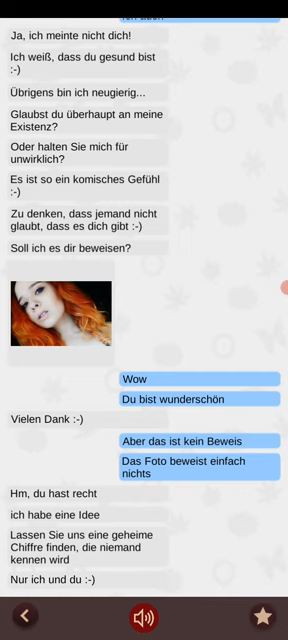 Ja, ich meinte nicht dich!
Ich weiß, dass du gesund bist
:-)
Übrigens bin ich neugierig...
Glaubst du überhaupt an meine
Existenz?
Oder halten Sie mich für
unwirklich?
Es ist so ein komisches Gefühl
:-)
Zu denken, dass jemand nicht
glaubt, dass es dich gibt :-)
Soll ich es dir beweisen?
Wow
Du bist wunderschön
Vielen Dank :-)
Aber das ist kein Beweis
Das Foto beweist einfach
nichts
Hm, du hast recht
ich habe eine Idee
Lassen Sie uns eine geheime
Chiffre finden, die niemand
kennen wird
Nur ich und du :-)